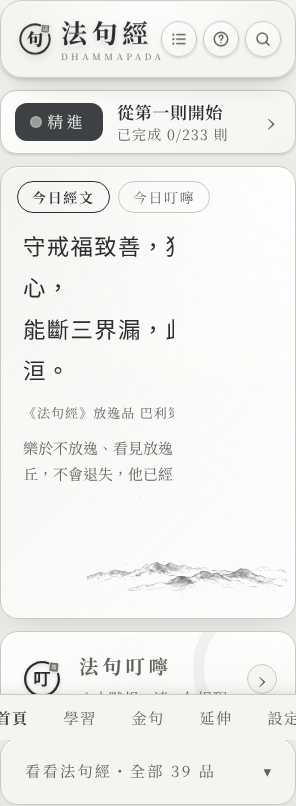 句 法句經
DHAMMAPADA
精進 從第一則開始
已完成 0/233 則
今日經文 今日叮嚀
守戒福致善，
心，
能斷三界漏，
洹。
《法句經》放逸品 巴利
樂於不放逸、看見放逸
丘，不會退失，他已經
叮 法句叮嚀
首頁 學習 金句 延伸 設定
看看法句經・全部 39 品